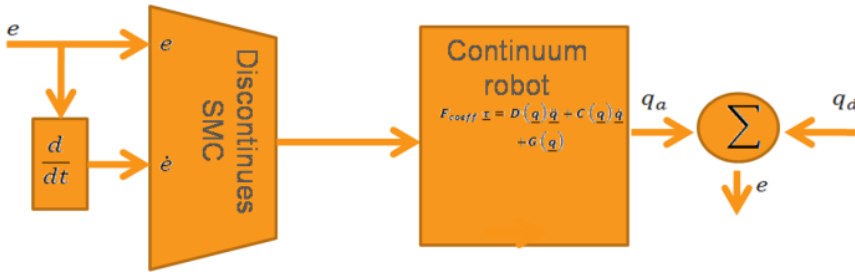 e
e
d
dt
ė
Discontinues
SMC
Continuum
robot
F_coeff τ = D(q)q̈ + C(q)q̇
+G(q)
q_a
∑
q_d
e